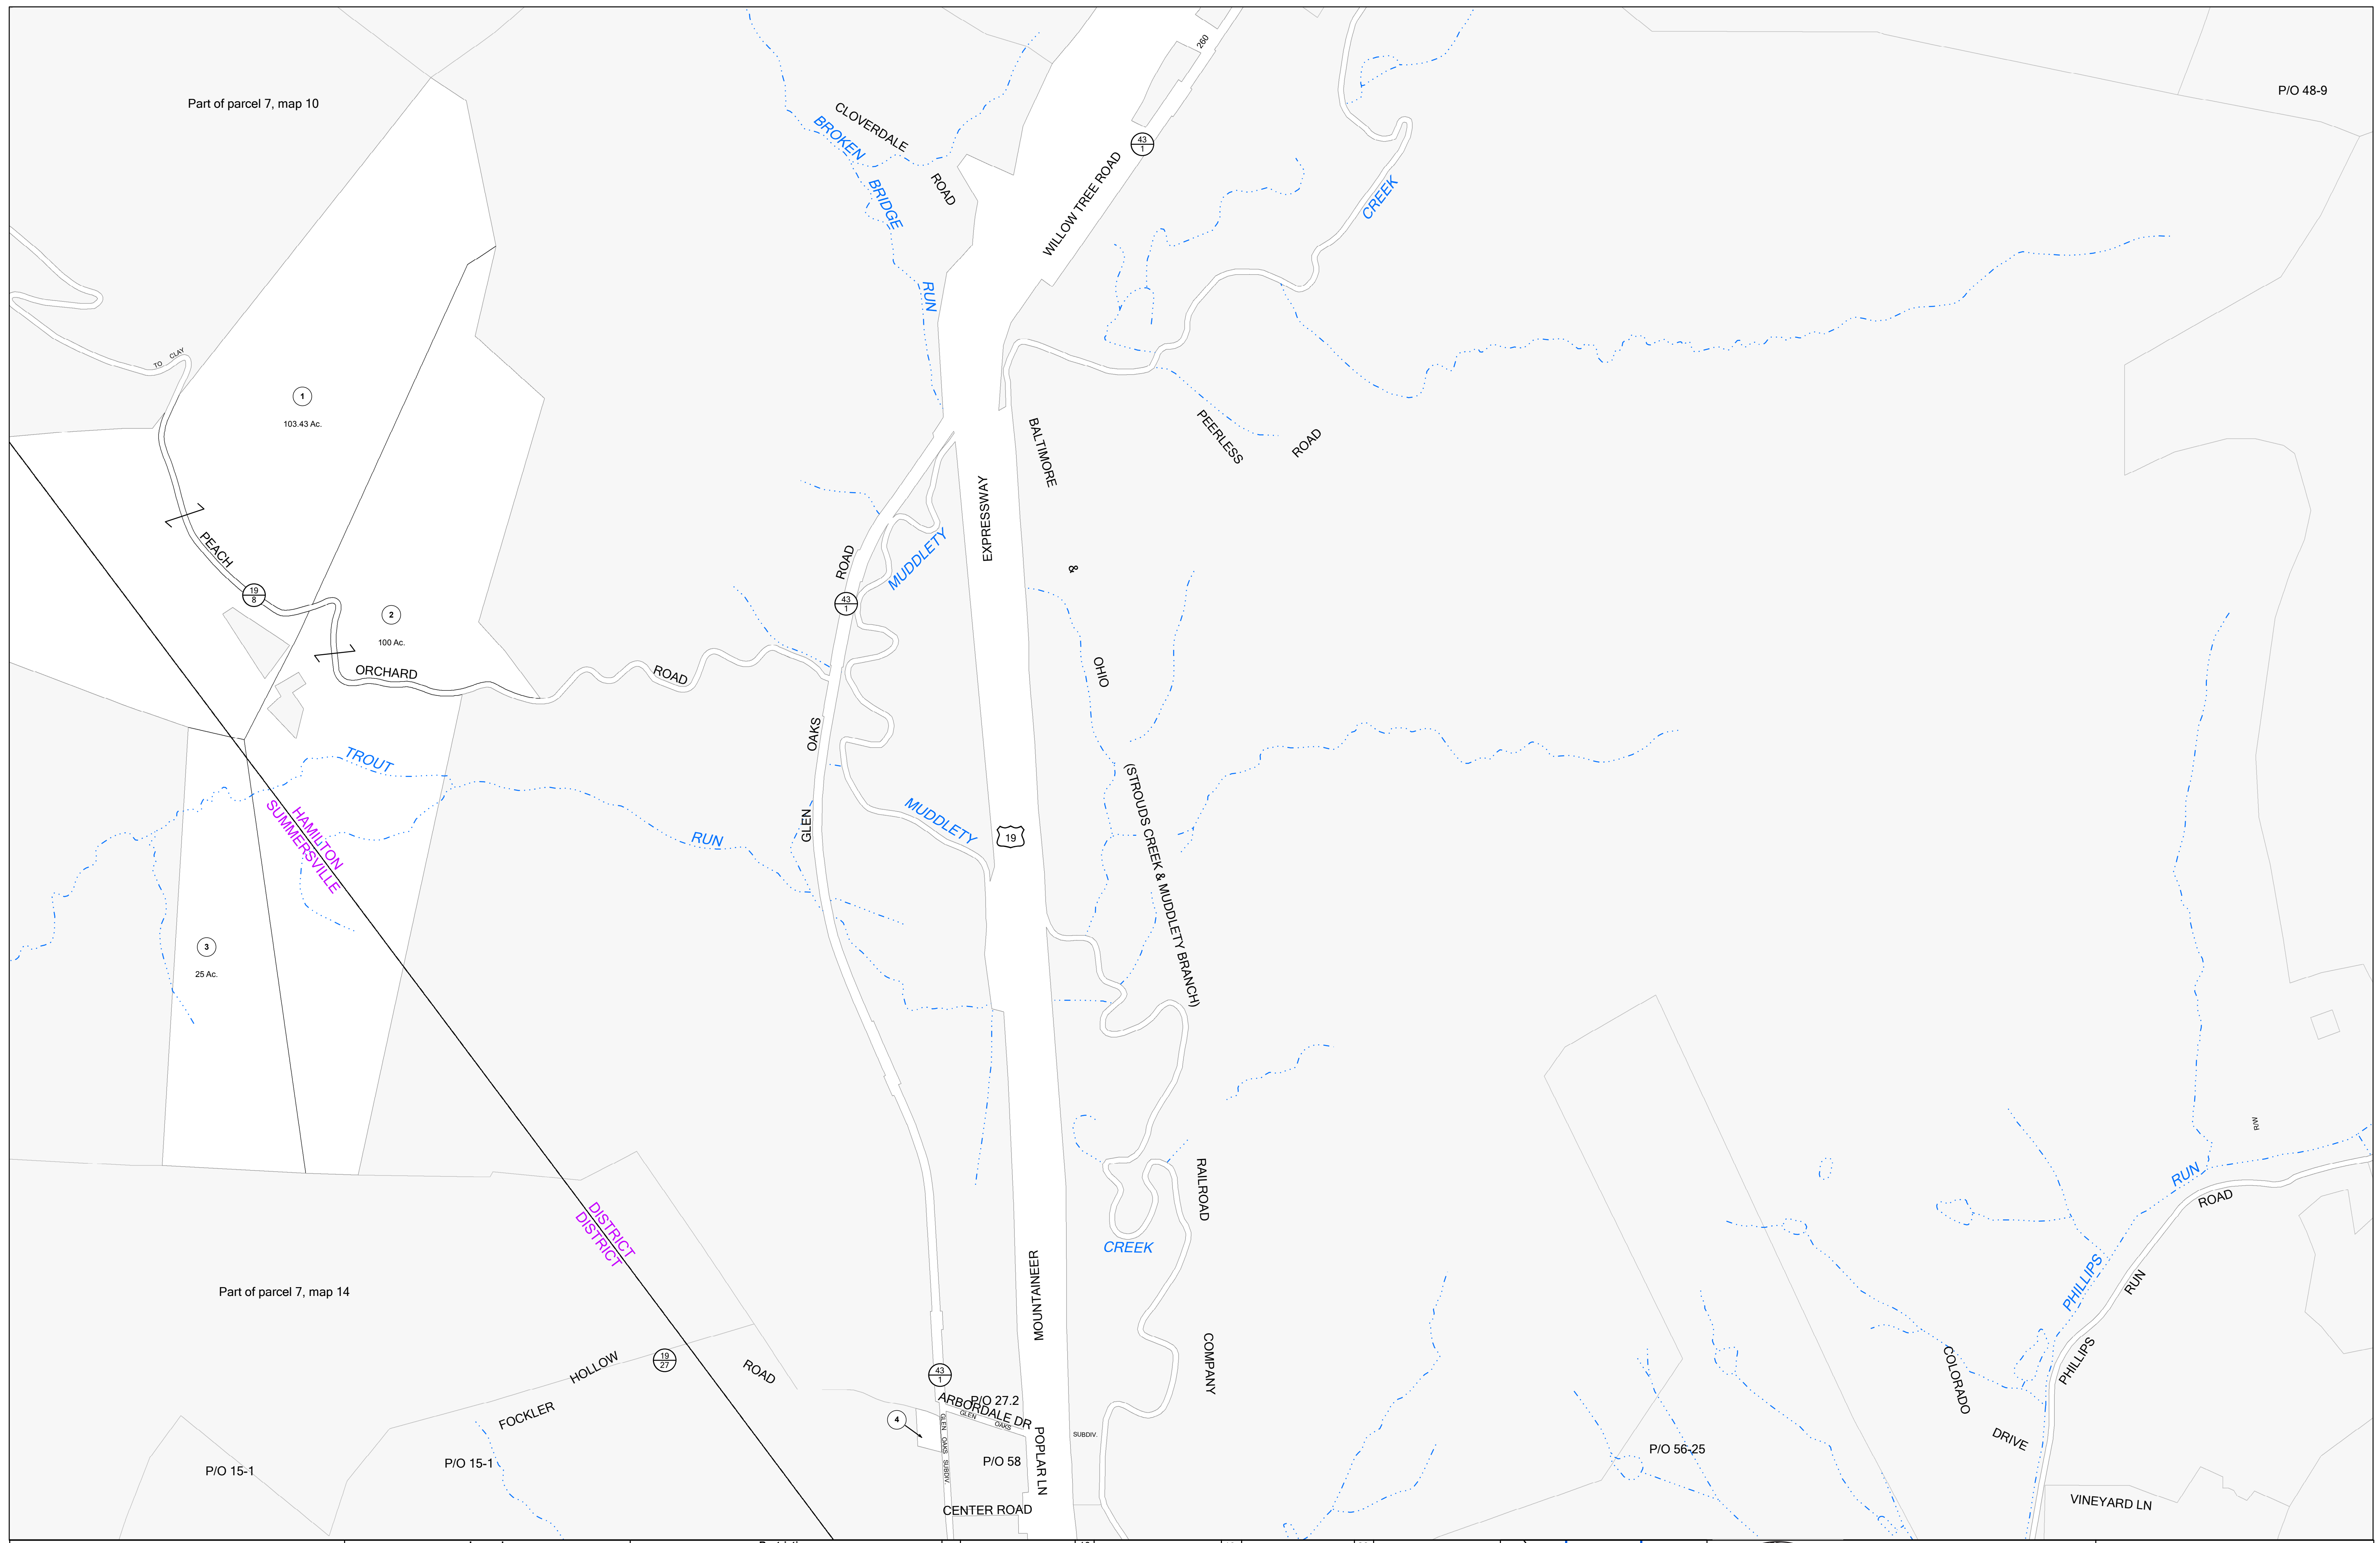 260
Part of parcel 7, map 10
P/O 48-9
CLOVERDALE
ROAD
BROKEN
BRIDGE
RUN
43
1
WILLOW TREE ROAD
CREEK
TO CLAY
1
103.43 Ac.
PEERLESS
ROAD
BALTIMORE
&
OHIO
(STROUDS CREEK & MUDDLETY BRANCH)
RAILROAD
COMPANY
EXPRESSWAY
MUDDLETY
ROAD
43
1
OAKS
GLEN
PEACH
19
8
2
100 Ac.
ORCHARD
ROAD
TROUT
RUN
MUDDLETY
19
HAMILTON
SUMMERSVILLE
3
25 Ac.
R/W
RUN
ROAD
DISTRICT
DISTRICT
CREEK
MOUNTAINEER
PHILLIPS
RUN
PHILLIPS
Part of parcel 7, map 14
HOLLOW
19
27
ROAD
FOCKLER
43
1
P/O 27.2
ARBORDALE DR
GLEN OAKS
SUBDIV.
4
GLEN OAKS SUBDIV.
POPLAR LN
COLORADO
DRIVE
P/O 15-1
P/O 15-1
P/O 58
P/O 56-25
CENTER ROAD
VINEYARD LN